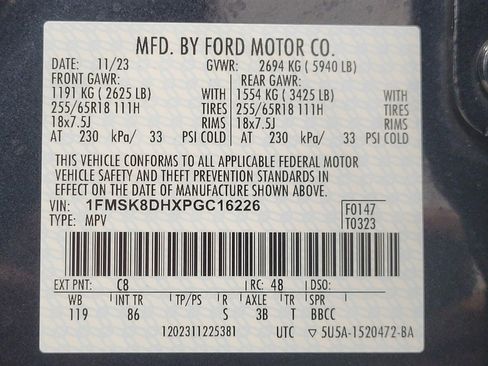 MFD. BY FORD MOTOR CO.
DATE: 11/23 GVWR: 2694 KG ( 5940 LB)
FRONT GAWR: REAR GAWR:
1191 KG ( 2625 LB) WITH 1554 KG ( 3425 LB) WITH
255/65R18 111H TIRES 255/65R18 111H TIRES
18x7.5J RIMS 18x7.5J RIMS
AT 230 kPa/ 33 PSI COLD AT 230 kPa/ 33 PSI COLD
THIS VEHICLE CONFORMS TO ALL APPLICABLE FEDERAL MOTOR
VEHICLE SAFETY AND THEFT PREVENTION STANDARDS IN
EFFECT ON THE DATE OF MANUFACTURE SHOWN ABOVE.
VIN: 1FMSK8DHXPGC16226 F0147
TYPE: MPV T0323
EXT PNT: C8 RC: 48 DSO:
WB INT TR TP/PS R AXLE TR SPR
119 86 S 3B T BBCC
1202311225381 UTC ▽ 5U5A-1520472-BA